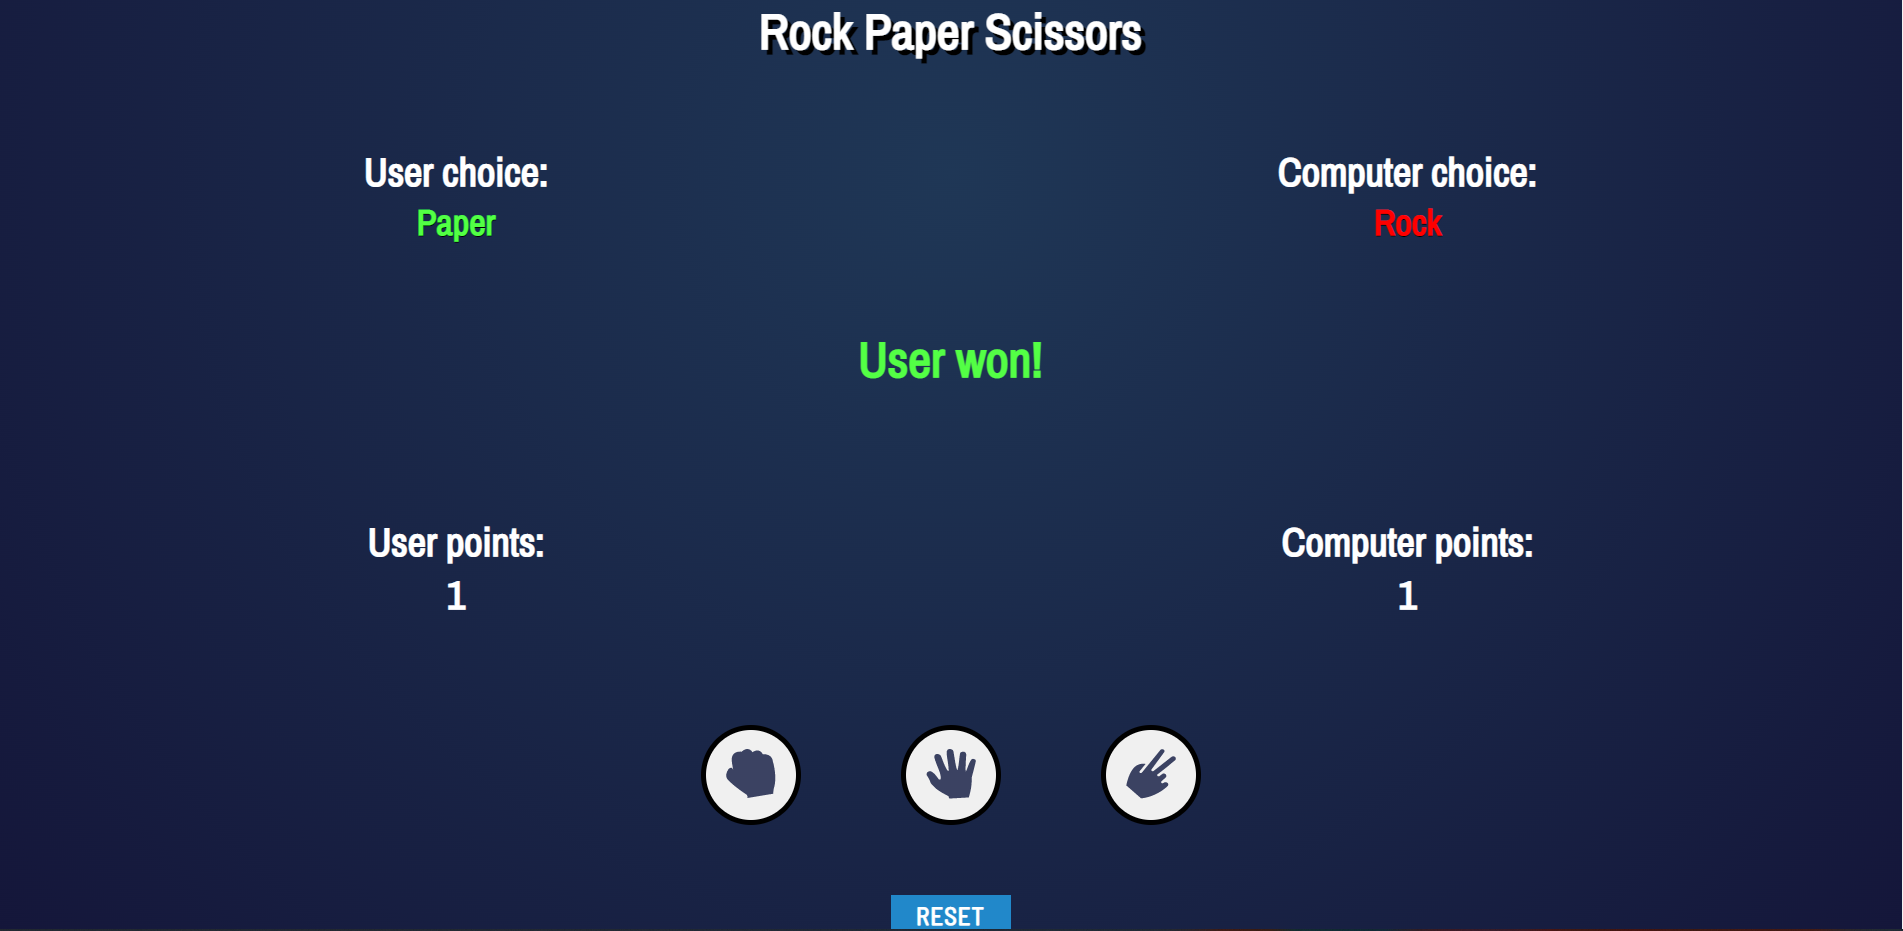 Rock Paper Scissors
User choice:
Paper
Computer choice:
Rock
User won!
User points:
1
Computer points:
1
RESET